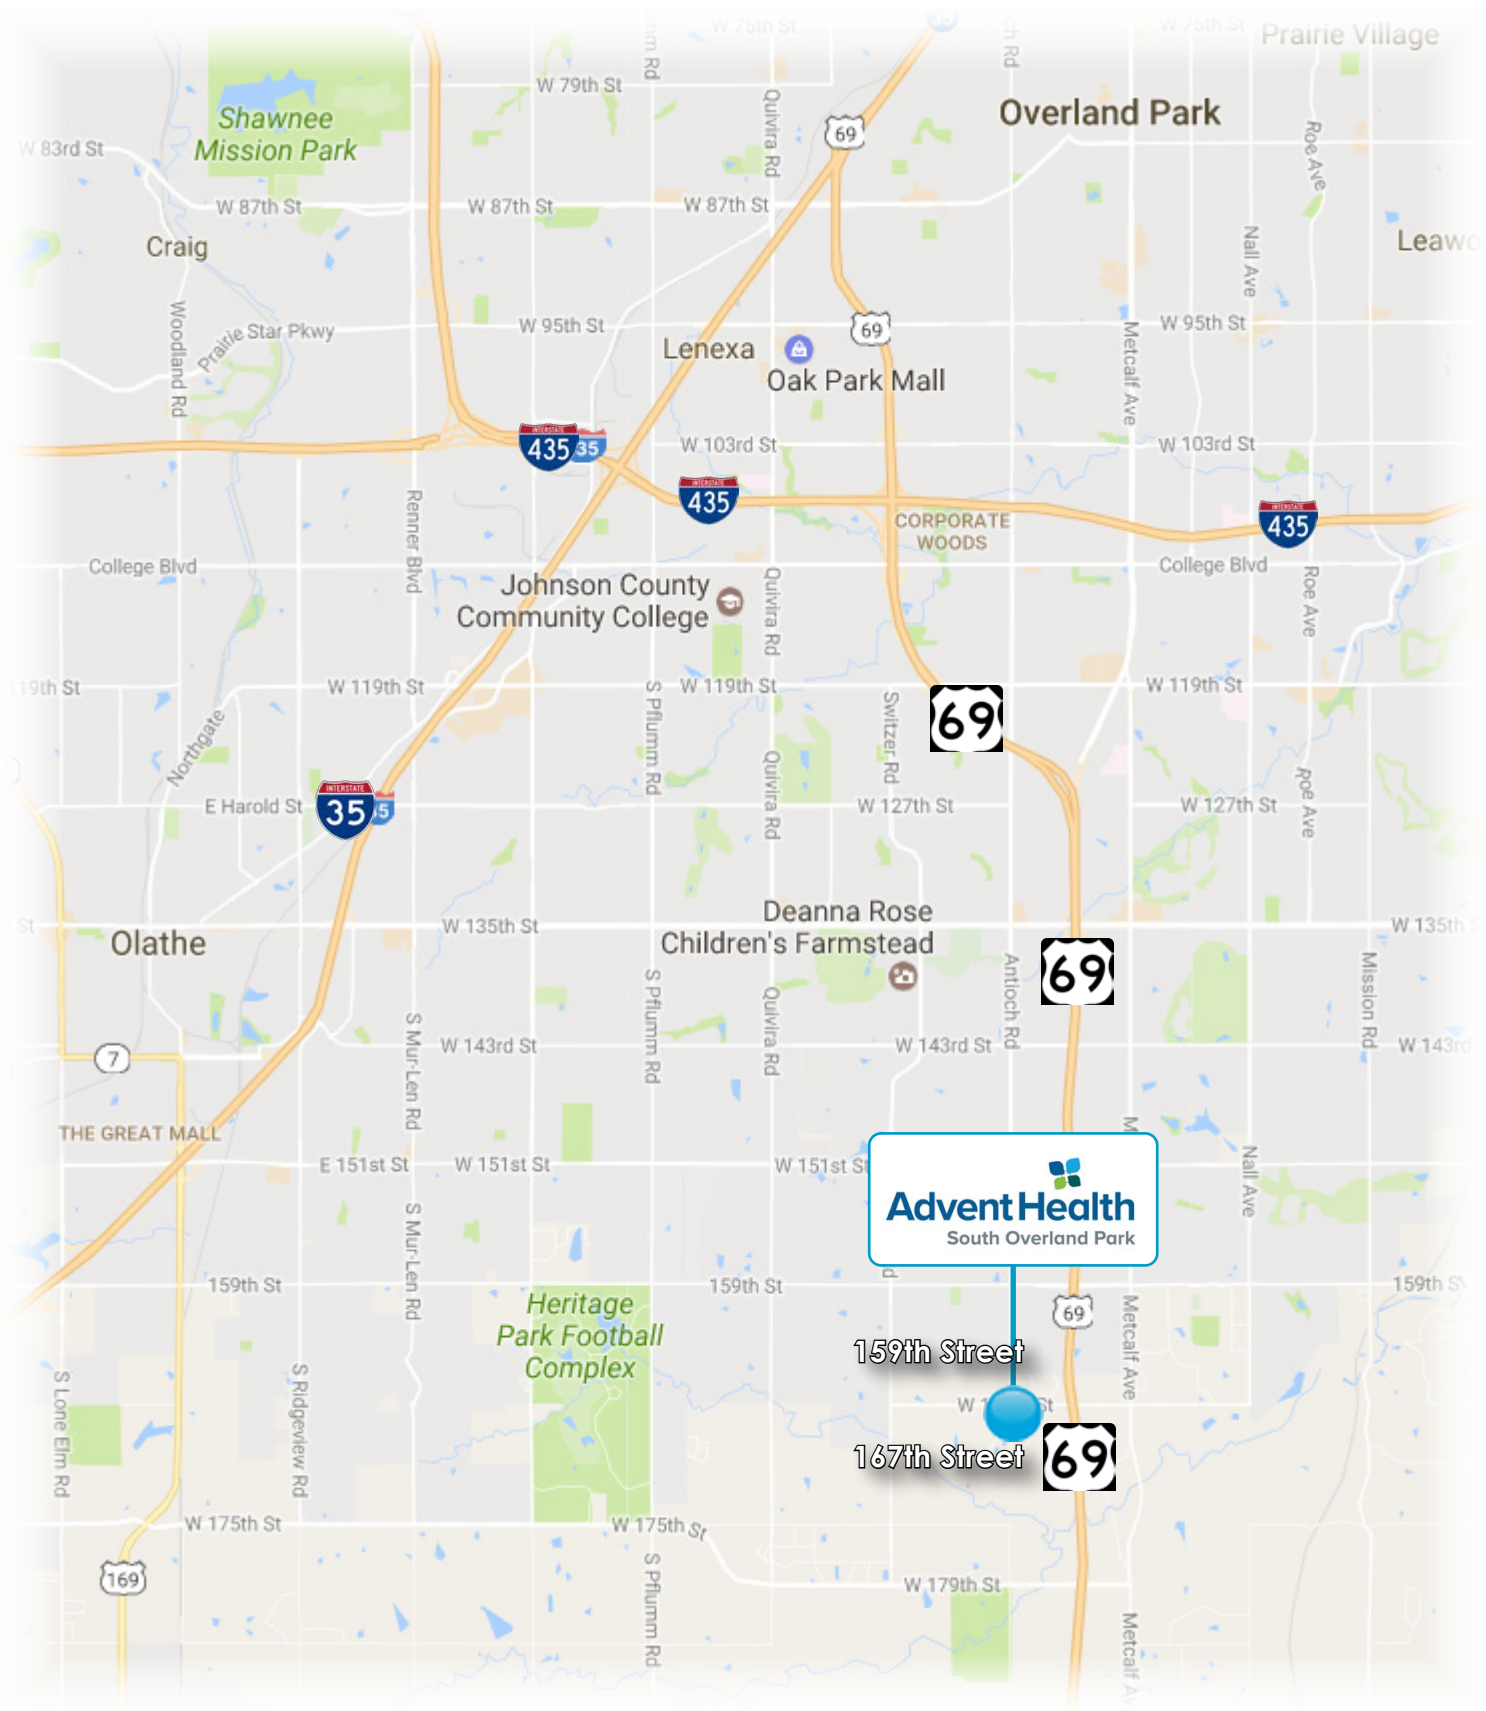 W 75th St
35
W 75th St
Prairie Village
W 79th St
Shawnee
Mission Park
Quivira Rd
69
Overland Park
Roe Ave
W 83rd St
W 87th St
W 87th St
W 87th St
Craig
Nall Ave
Leawo
Woodland Rd
Prairie Star Pkwy
W 95th St
69
W 95th St
Metcalf Ave
Lenexa
Oak Park Mall
INTERSTATE
435
35
W 103rd St
W 103rd St
INTERSTATE
435
INTERSTATE
435
Renner Blvd
CORPORATE
WOODS
College Blvd
College Blvd
Johnson County
Community College
Quivira Rd
Roe Ave
19th St
W 119th St
S Pflumm Rd
W 119th St
Switzer Rd
69
W 119th St
Northgate
Quivira Rd
Roe Ave
E Harold St
INTERSTATE
35
W 127th St
W 127th St
Deanna Rose
Children's Farmstead
Olathe
St
W 135th St
W 135th S
S Pflumm Rd
Quivira Rd
Antioch Rd
69
Mission Rd
7
S Mur-Len Rd
W 143rd St
W 143rd St
W 143rd
THE GREAT MALL
E 151st St
W 151st St
W 151st St
AdventHealth
South Overland Park
Nall Ave
S Mur-Len Rd
159th St
159th St
159th S
Heritage
Park Football
Complex
69
Metcalf Ave
159th Street
S Lone Elm Rd
S Ridgeview Rd
W 1 St
167th Street
69
W 175th St
W 175th St
169
S Pflumm Rd
W 179th St
Metcalf Av